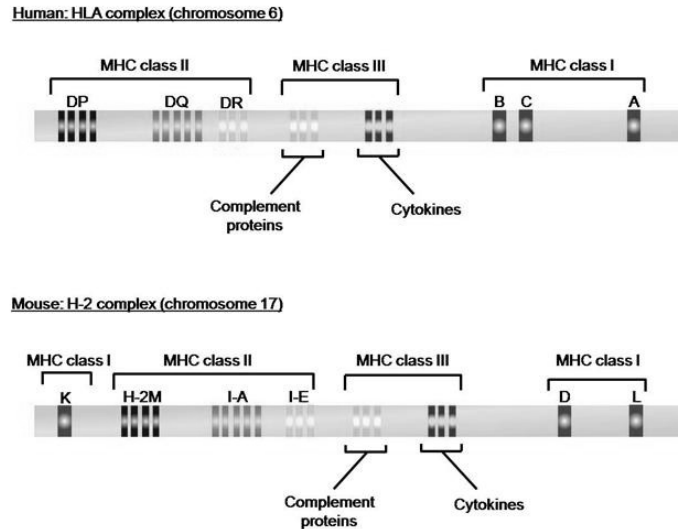 Human: HLA complex (chromosome 6)
MHC class II MHC class III MHC class I
DP DQ DR B C A
Complement proteins
Cytokines
Mouse: H-2 complex (chromosome 17)
MHC class I MHC class II MHC class III MHC class I
K H-2M I-A I-E D L
Complement proteins
Cytokines